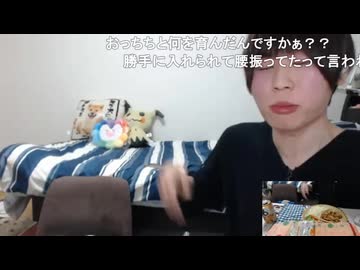 おっちちと何を育んだんですかぁ？？
勝手に入れられて腰振ってたって言われ